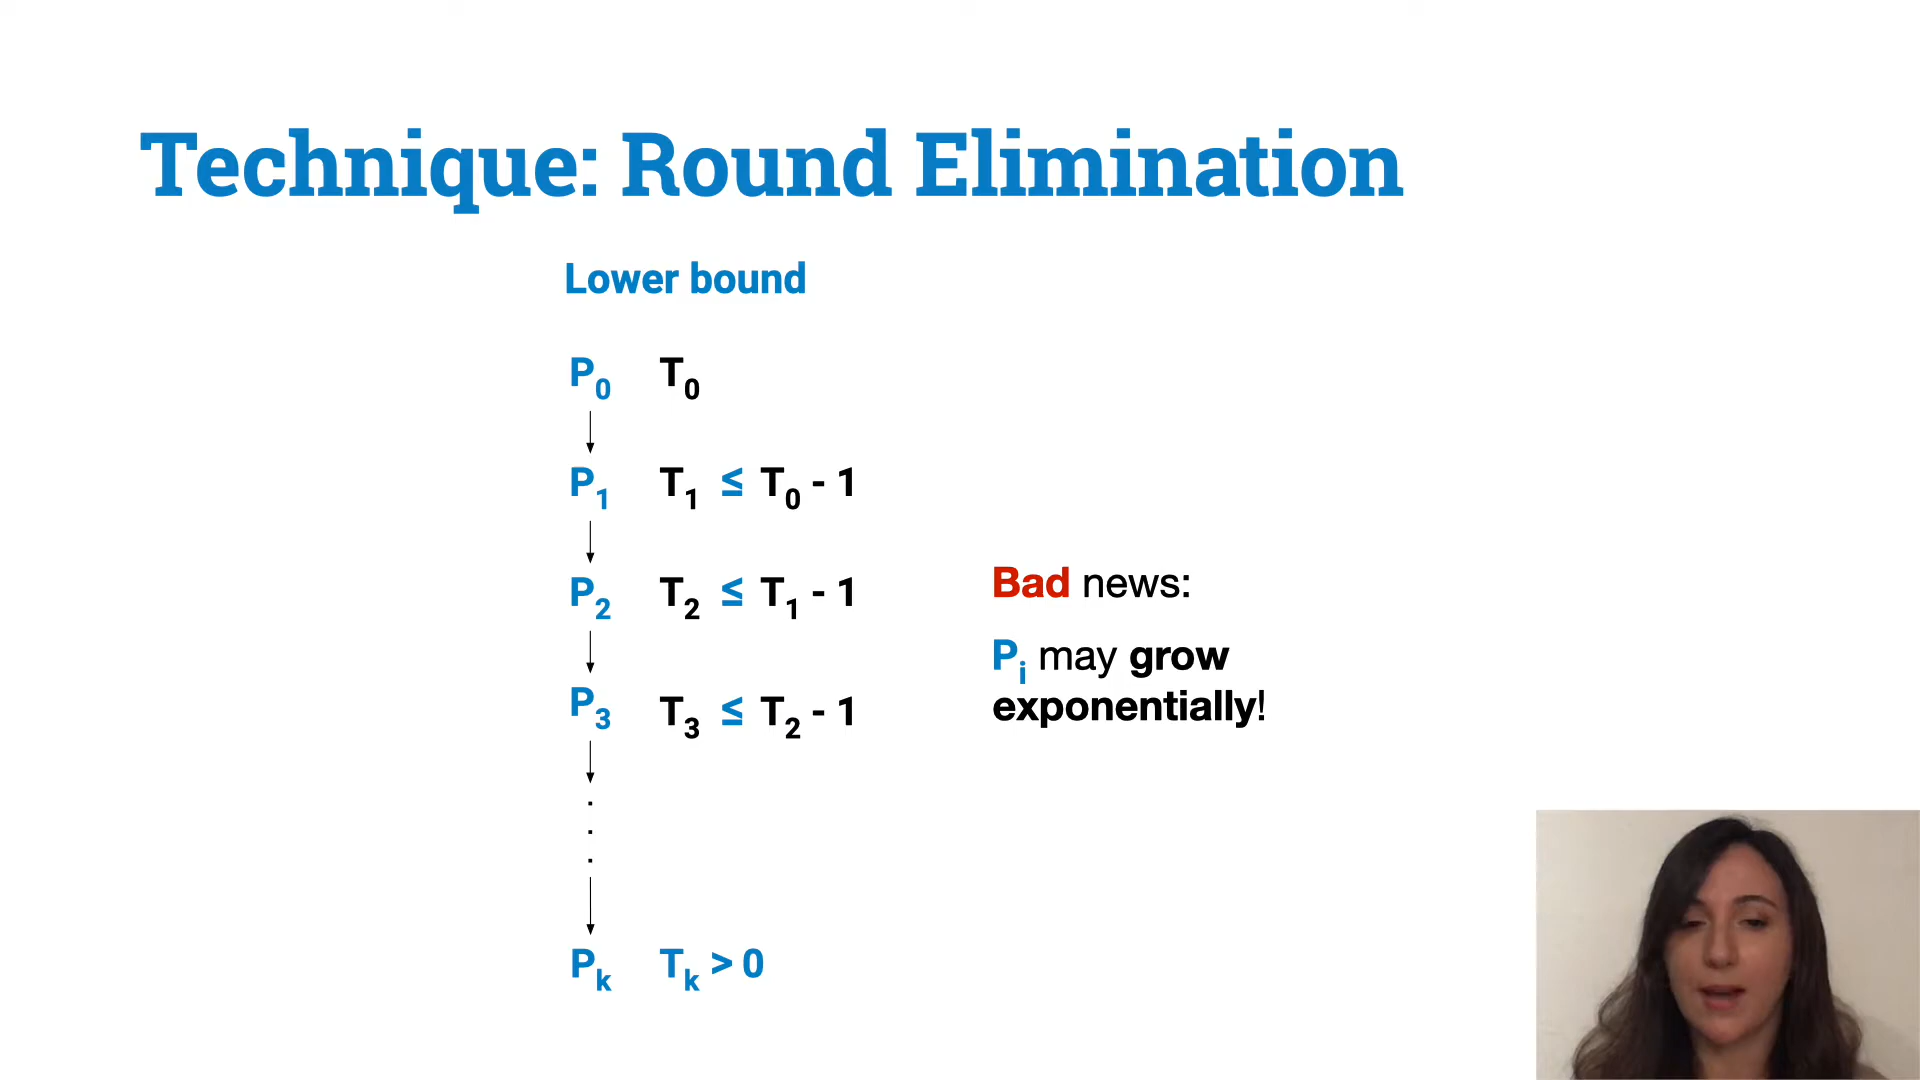 Technique: Round Elimination
Lower bound
P₀ T₀
P₁ T₁ ≤ T₀ - 1
P₂ T₂ ≤ T₁ - 1
P₃ T₃ ≤ T₂ - 1
.
.
.
Pₖ Tₖ > 0
Bad news:
Pᵢ may grow
exponentially!